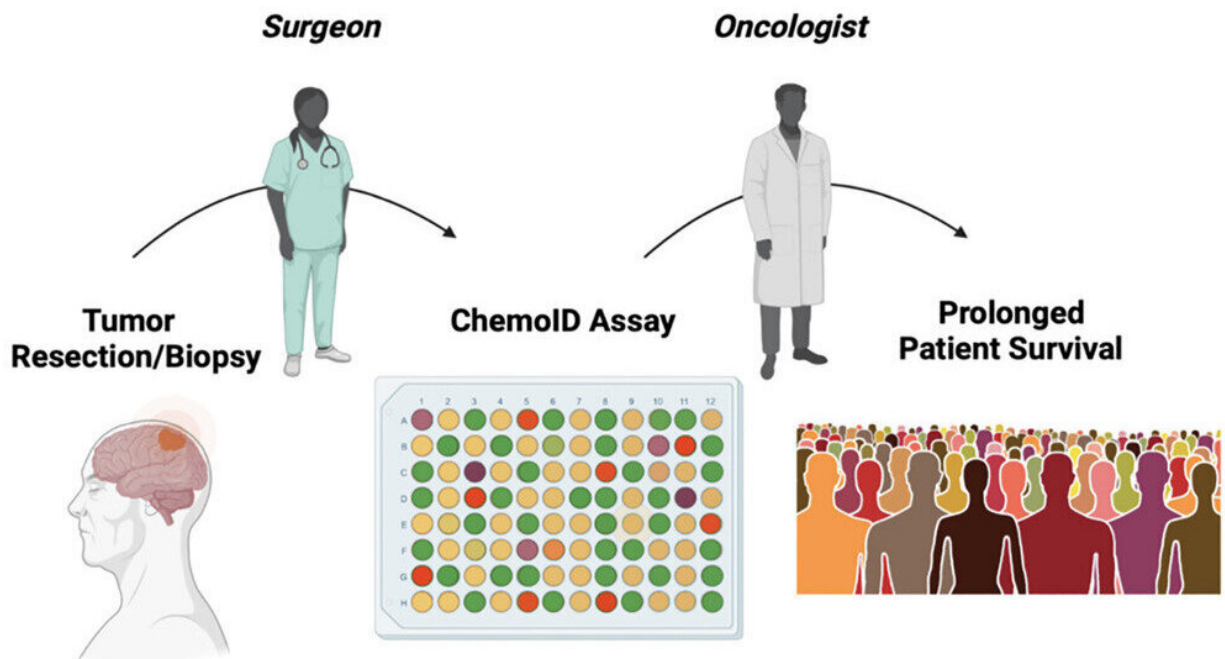 Surgeon
Oncologist
Tumor
Resection/Biopsy
ChemoID Assay
Prolonged
Patient Survival
1 2 3 4 5 6 7 8 9 10 11 12
A
B
C
D
E
F
G
H